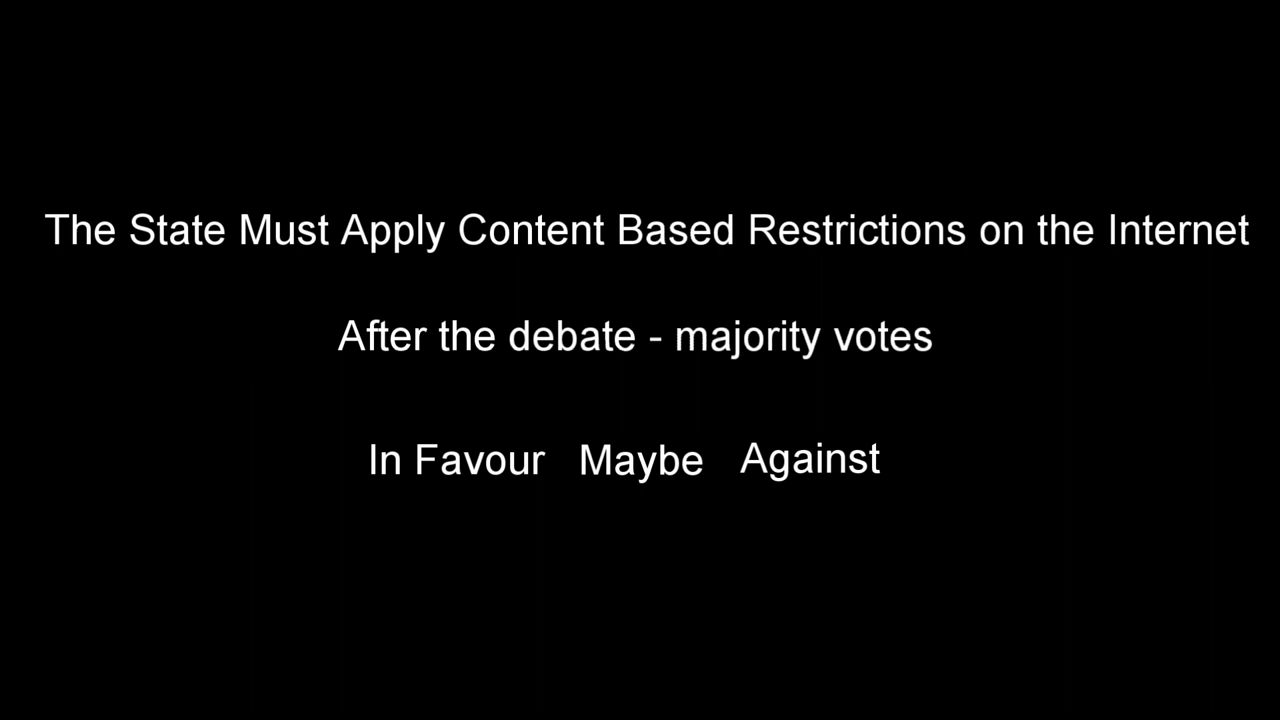 The State Must Apply Content Based Restrictions on the Internet
After the debate - majority votes
In Favour Maybe Against